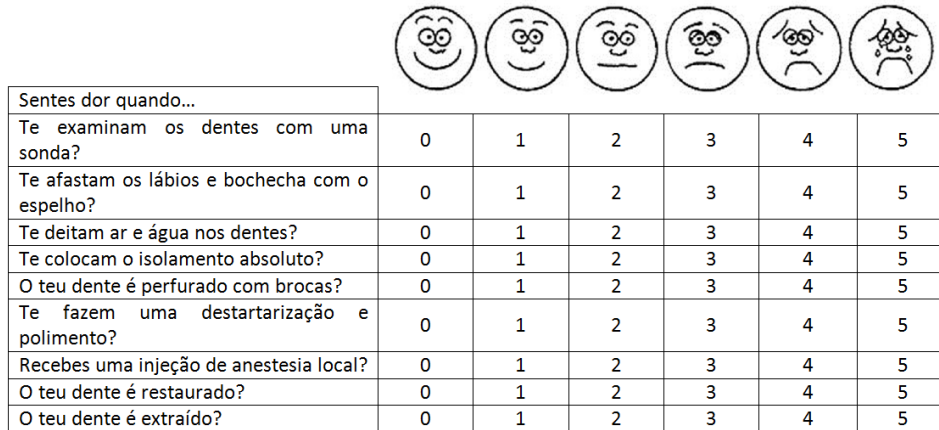 Sentes dor quando...
Te examinam os dentes com uma
sonda? 0 1 2 3 4 5
Te afastam os lábios e bochecha com o
espelho? 0 1 2 3 4 5
Te deitam ar e água nos dentes? 0 1 2 3 4 5
Te colocam o isolamento absoluto? 0 1 2 3 4 5
O teu dente é perfurado com brocas? 0 1 2 3 4 5
Te fazem uma destartarização e
polimento? 0 1 2 3 4 5
Recebes uma injeção de anestesia local? 0 1 2 3 4 5
O teu dente é restaurado? 0 1 2 3 4 5
O teu dente é extraído? 0 1 2 3 4 5